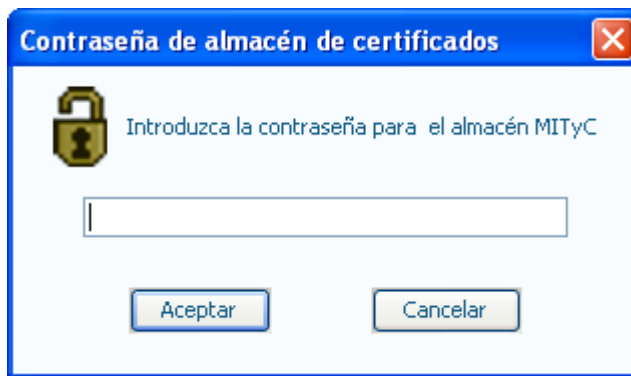 Contraseña de almacén de certificados
Introduzca la contraseña para el almacén MITyC
Aceptar
Cancelar